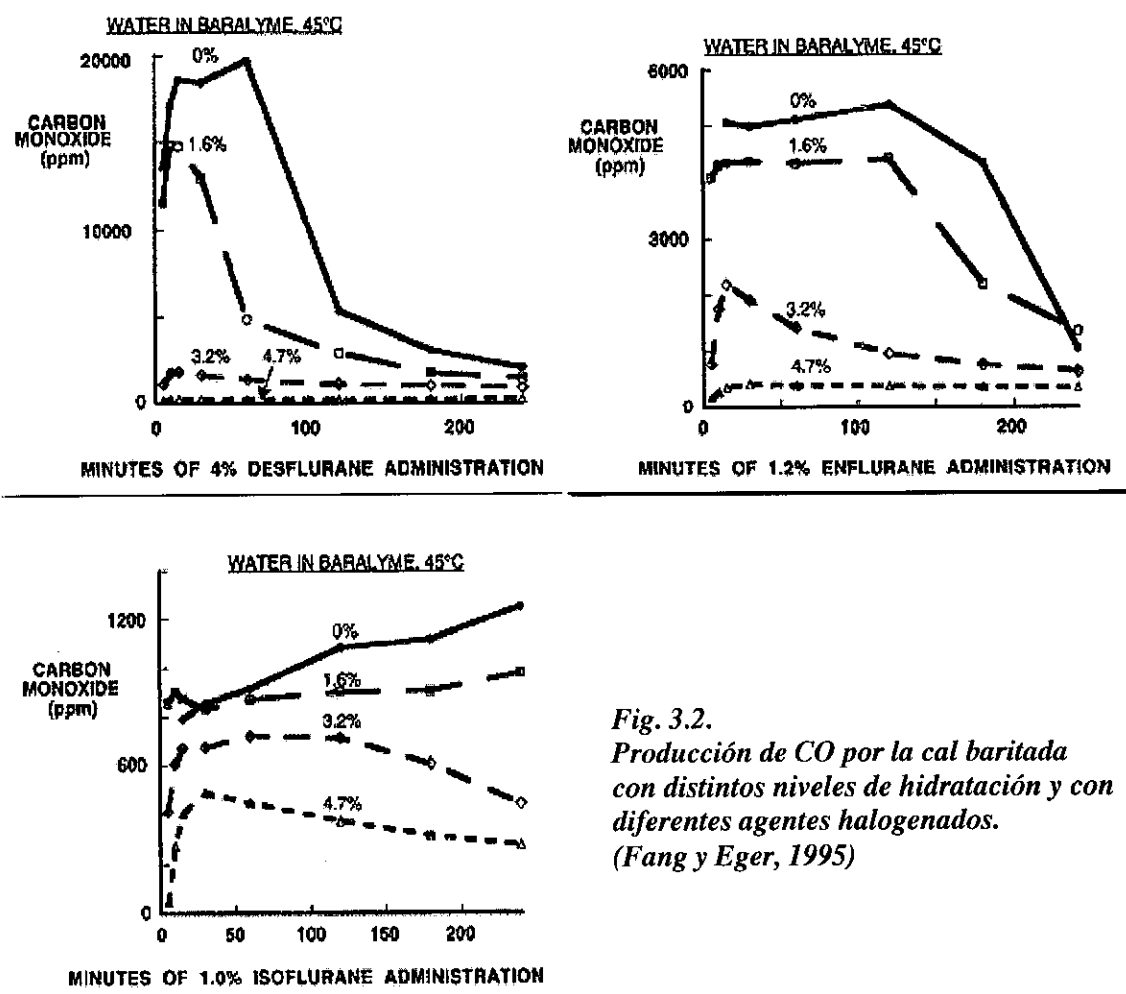 WATER IN BARALYME, 45°C
20000
0%
CARBON
MONOXIDE
(ppm)
1.6%
10000
3.2%
4.7%
0
0
100
200
MINUTES OF 4% DESFLURANE ADMINISTRATION
WATER IN BARALYME, 45°C
6000
0%
CARBON
MONOXIDE
(ppm)
1.6%
3000
3.2%
4.7%
0
0
100
200
MINUTES OF 1.2% ENFLURANE ADMINISTRATION
WATER IN BARALYME, 45°C
1200
0%
CARBON
MONOXIDE
(ppm)
1.6%
3.2%
600
4.7%
0
0
50
100
150
200
MINUTES OF 1.0% ISOFLURANE ADMINISTRATION
Fig. 3.2.
Producción de CO por la cal baritada
con distintos niveles de hidratación y con
diferentes agentes halogenados.
(Fang y Eger, 1995)